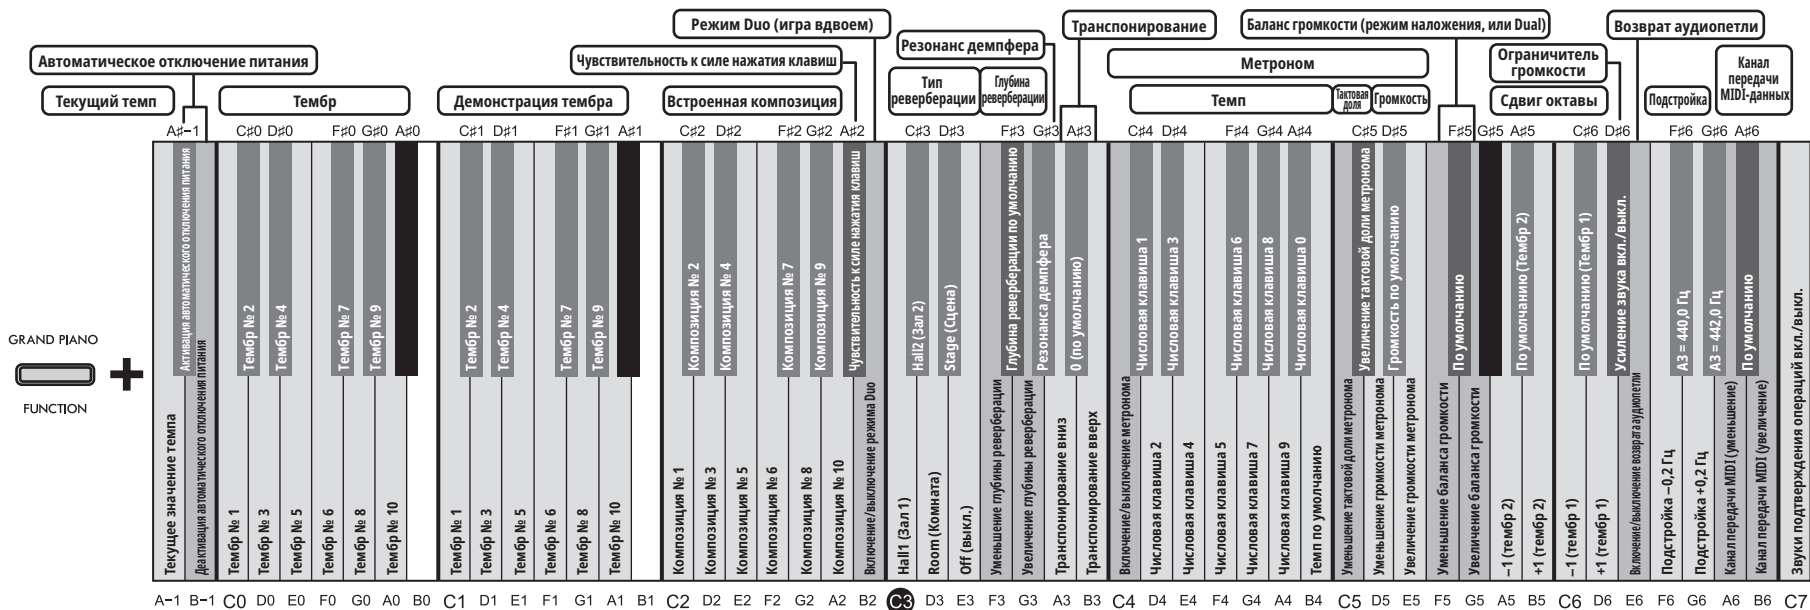 Режим Duo (игра вдвоем)
Транспонирование
Баланс громкости (режим наложения, или Dual)
Возврат аудиопетли
Автоматическое отключение питания
Чувствительность к силе нажатия клавиш
Резонанс демпфера
Метроном
Ограничитель
громкости
Канал
передачи
MIDI-данных
Текущий темп
Тембр
Демонстрация тембра
Встроенная композиция
Тип
реверберации
Глубина
реверберации
Темп
Тактовая
доля
Громкость
Сдвиг октавы
Подстройка
A♯-1 C♯0 D♯0 F♯0 G♯0 A♯0 C♯1 D♯1 F♯1 G♯1 A♯1 C♯2 D♯2 F♯2 G♯2 A♯2 C♯3 D♯3 F♯3 G♯3 A♯3 C♯4 D♯4 F♯4 G♯4 A♯4 C♯5 D♯5 F♯5 G♯5 A♯5 C♯6 D♯6 F♯6 G♯6 A♯6
Активация автоматического отключения питания
Тембр № 2
Тембр № 4
Тембр № 7
Тембр № 9
Тембр № 2
Тембр № 4
Тембр № 7
Тембр № 9
Композиция № 2
Композиция № 4
Композиция № 7
Композиция № 9
Чувствительность к силе нажатия клавиш
Hall2 (Зал 2)
Stage (Сцена)
Глубина реверберации по умолчанию
Резонанса демпфера
0 (по умолчанию)
Числовая клавиша 1
Числовая клавиша 3
Числовая клавиша 6
Числовая клавиша 8
Числовая клавиша 0
Увеличение тактовой доли метронома
Громкость по умолчанию
По умолчанию
По умолчанию (Тембр 2)
По умолчанию (Тембр 1)
Усиление звука вкл./выкл.
A3 = 440,0 Гц
A3 = 442,0 Гц
По умолчанию
GRAND PIANO
+
FUNCTION
Текущее значение темпа
Деактивация автоматического отключения питания
Тембр № 1
Тембр № 3
Тембр № 5
Тембр № 6
Тембр № 8
Тембр № 10
Тембр № 1
Тембр № 3
Тембр № 5
Тембр № 6
Тембр № 8
Тембр № 10
Композиция № 1
Композиция № 3
Композиция № 5
Композиция № 6
Композиция № 8
Композиция № 10
Включение/выключение режима Duo
Hall1 (Зал 1)
Room (Комната)
Off (выкл.)
Уменьшение глубины реверберации
Увеличение глубины реверберации
Транспонирование вниз
Транспонирование вверх
Включение/выключение метронома
Числовая клавиша 2
Числовая клавиша 4
Числовая клавиша 5
Числовая клавиша 7
Числовая клавиша 9
Темп по умолчанию
Уменьшение тактовой доли метронома
Уменьшение громкости метронома
Увеличение громкости метронома
Уменьшение баланса громкости
Увеличение баланса громкости
−1 (тембр 2)
+1 (тембр 2)
−1 (тембр 1)
+1 (тембр 1)
Включение/выключение возврата аудиопетли
Подстройка −0,2 Гц
Подстройка +0,2 Гц
Канал передачи MIDI (уменьшение)
Канал передачи MIDI (увеличение)
Звуки подтверждения операций вкл./выкл.
A−1 B−1 C0 D0 E0 F0 G0 A0 B0 C1 D1 E1 F1 G1 A1 B1 C2 D2 E2 F2 G2 A2 B2 C3 D3 E3 F3 G3 A3 B3 C4 D4 E4 F4 G4 A4 B4 C5 D5 E5 F5 G5 A5 B5 C6 D6 E6 F6 G6 A6 B6 C7